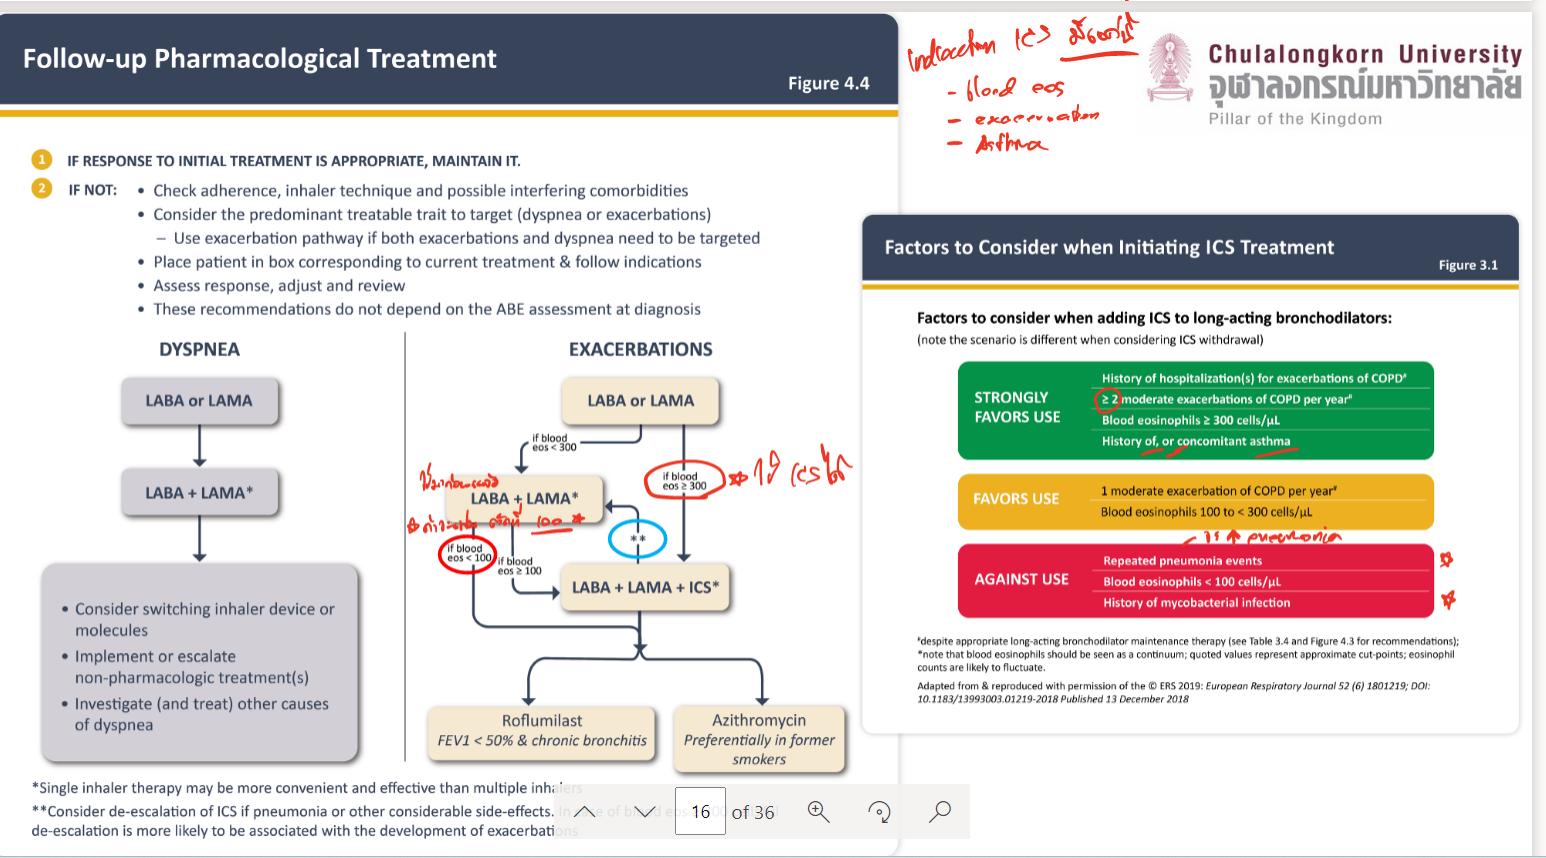 Follow-up Pharmacological Treatment
Figure 4.4
1 IF RESPONSE TO INITIAL TREATMENT IS APPROPRIATE, MAINTAIN IT.
2 IF NOT: • Check adherence, inhaler technique and possible interfering comorbidities
• Consider the predominant treatable trait to target (dyspnea or exacerbations)
– Use exacerbation pathway if both exacerbations and dyspnea need to be targeted
• Place patient in box corresponding to current treatment & follow indications
• Assess response, adjust and review
• These recommendations do not depend on the ABE assessment at diagnosis
DYSPNEA
LABA or LAMA
LABA + LAMA*
• Consider switching inhaler device or
molecules
• Implement or escalate
non-pharmacologic treatment(s)
• Investigate (and treat) other causes
of dyspnea
EXACERBATIONS
LABA or LAMA
if blood
eos < 300
if blood
eos ≥ 300
ใช้ ICS ได้
LABA + LAMA*
100
**
if blood
eos < 100
if blood
eos ≥ 100
LABA + LAMA + ICS*
Roflumilast
FEV1 < 50% & chronic bronchitis
Azithromycin
Preferentially in former
smokers
*Single inhaler therapy may be more convenient and effective than multiple inhalers
**Consider de-escalation of ICS if pneumonia or other considerable side-effects. In case of blood eos
de-escalation is more likely to be associated with the development of exacerbations
16 of 36
Indication ICS
- blood eos
- exacerbation
- Asthma
Chulalongkorn University
จุฬาลงกรณ์มหาวิทยาลัย
Pillar of the Kingdom
Factors to Consider when Initiating ICS Treatment
Figure 3.1
Factors to consider when adding ICS to long-acting bronchodilators:
(note the scenario is different when considering ICS withdrawal)
STRONGLY
FAVORS USE
History of hospitalization(s) for exacerbations of COPD#
≥ 2 moderate exacerbations of COPD per year#
Blood eosinophils ≥ 300 cells/µL
History of, or concomitant asthma
FAVORS USE
1 moderate exacerbation of COPD per year#
Blood eosinophils 100 to < 300 cells/µL
↑ pneumonia
AGAINST USE
Repeated pneumonia events
Blood eosinophils < 100 cells/µL
History of mycobacterial infection
#despite appropriate long-acting bronchodilator maintenance therapy (see Table 3.4 and Figure 4.3 for recommendations);
*note that blood eosinophils should be seen as a continuum; quoted values represent approximate cut-points; eosinophil
counts are likely to fluctuate.
Adapted from & reproduced with permission of the © ERS 2019: European Respiratory Journal 52 (6) 1801219; DOI:
10.1183/13993003.01219-2018 Published 13 December 2018